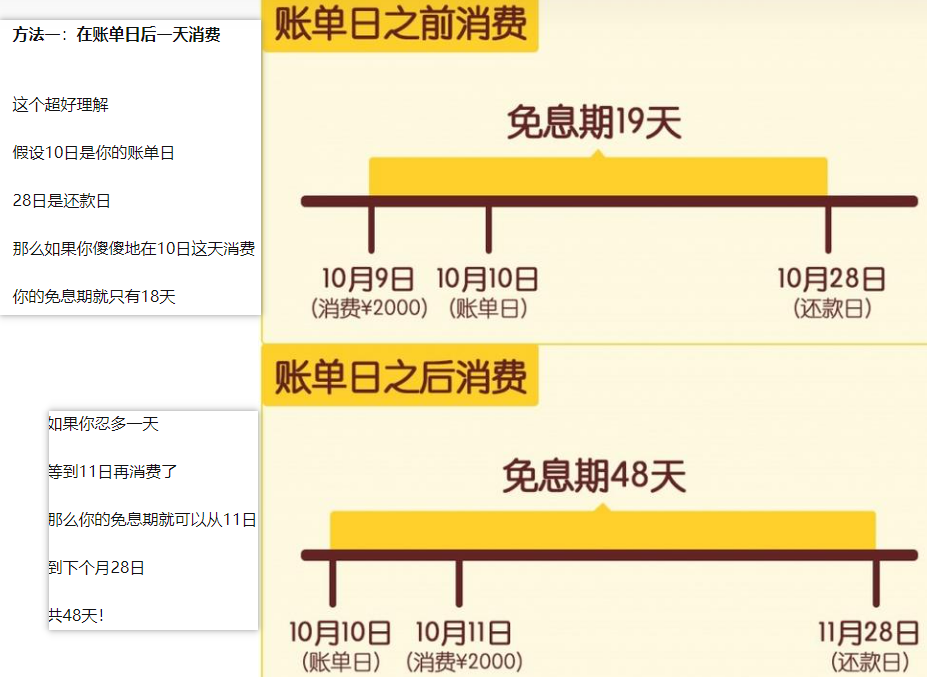 方法一：在账单日后一天消费
这个超好理解
假设10日是你的账单日
28日是还款日
那么如果你傻傻地在10日这天消费
你的免息期就只有18天
账单日之前消费
免息期19天
10月9日 10月10日 10月28日
(消费¥2000) (账单日) (还款日)
如果你忍多一天
等到11日再消费了
那么你的免息期就可以从11日
到下个月28日
共48天！
账单日之后消费
免息期48天
10月10日 10月11日 11月28日
(账单日) (消费¥2000) (还款日)